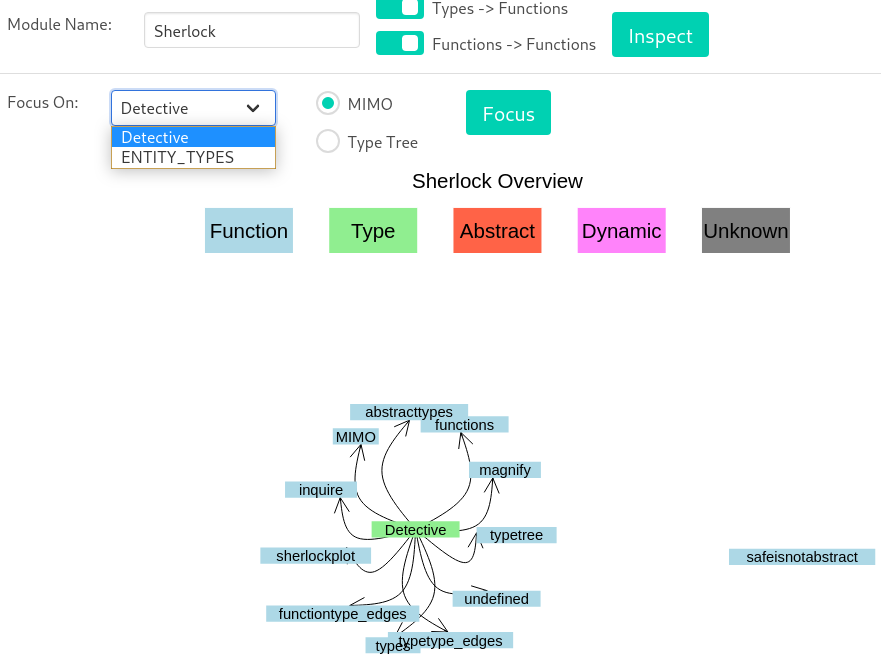 Types -> Functions
Module Name:
Sherlock
Functions -> Functions
Inspect
Focus On:
Detective
MIMO
Focus
Detective
ENTITY_TYPES
Type Tree
Sherlock Overview
Function
Type
Abstract
Dynamic
Unknown
abstracttypes
functions
MIMO
magnify
inquire
Detective
typetree
sherlockplot
safeisnotabstract
undefined
functiontype_edges
typetype_edges
types